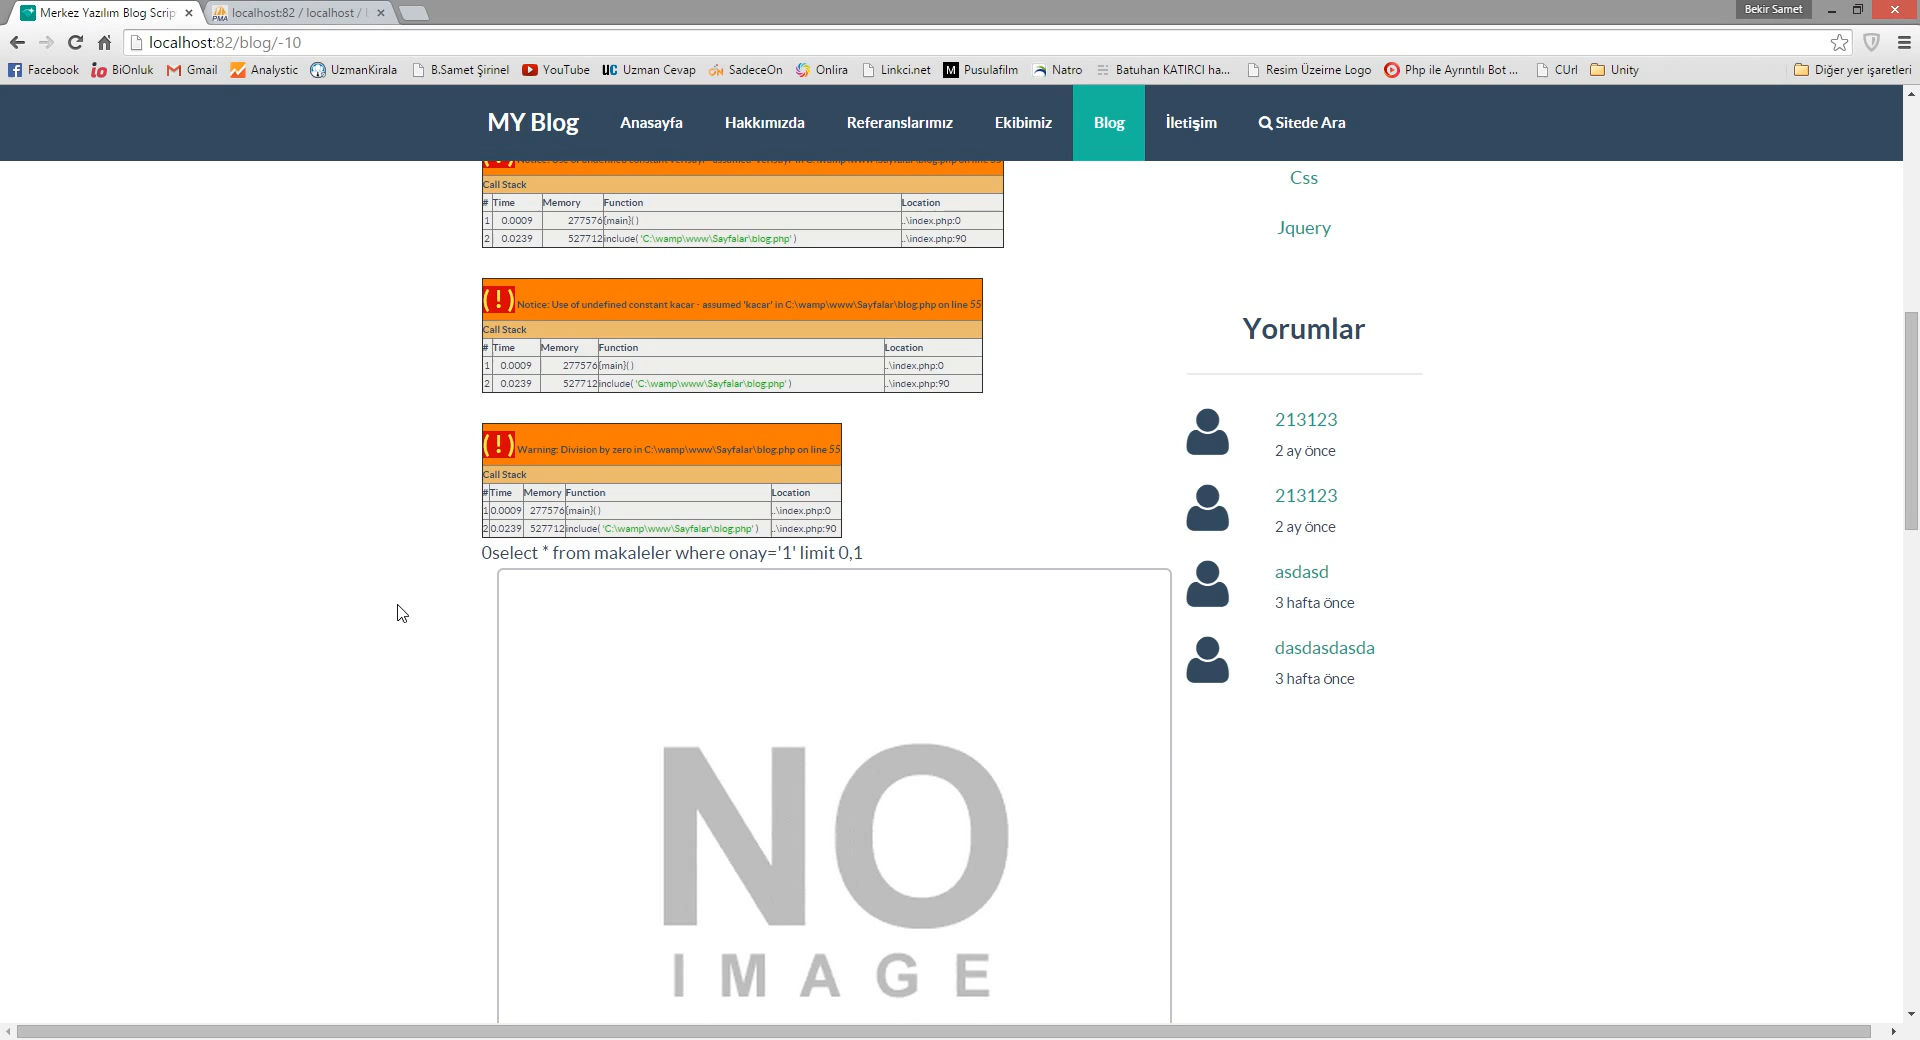 Merkez Yazılım Blog Scrip
localhost:82 / localhost /
Bekir Samet
localhost:82/blog/-10
Facebook BiOnluk Gmail Analystic UzmanKirala B.Samet Şirinel YouTube UC Uzman Cevap SadeceOn Onlira Linkci.net M Pusulafilm Natro Batuhan KATIRCI ha... Resim Üzeirne Logo Php ile Ayrıntılı Bot ... CUrl Unity Diğer yer işaretleri
MY Blog Anasayfa Hakkımızda Referanslarımız Ekibimiz Blog İletişim Sitede Ara
Call Stack
# Time Memory Function Location
1 0.0009 277576 {main}( ) ..\index.php:0
2 0.0239 527712 include( 'C:\wamp\www\Sayfalar\blog.php' ) ..\index.php:90
( ! ) Notice: Use of undefined constant kacar - assumed 'kacar' in C:\wamp\www\Sayfalar\blog.php on line 55
Call Stack
# Time Memory Function Location
1 0.0009 277576 {main}( ) ..\index.php:0
2 0.0239 527712 include( 'C:\wamp\www\Sayfalar\blog.php' ) ..\index.php:90
( ! ) Warning: Division by zero in C:\wamp\www\Sayfalar\blog.php on line 55
Call Stack
# Time Memory Function Location
1 0.0009 277576 {main}( ) ..\index.php:0
2 0.0239 527712 include( 'C:\wamp\www\Sayfalar\blog.php' ) ..\index.php:90
0select * from makaleler where onay='1' limit 0,1
NO
IMAGE
Css
Jquery
Yorumlar
213123
2 ay önce
213123
2 ay önce
asdasd
3 hafta önce
dasdasdasda
3 hafta önce